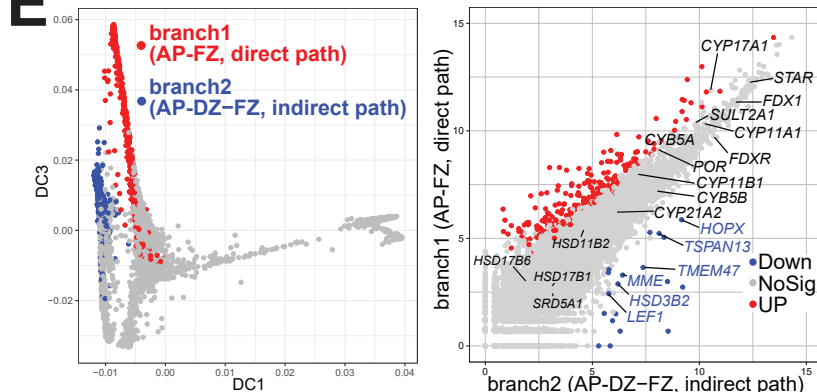 E
branch1
(AP-FZ, direct path)
branch2
(AP-DZ−FZ, indirect path)
DC3
0.06
0.04
0.02
0.00
−0.02
−0.01
0.00
0.01
0.02
0.03
0.04
DC1
branch1 (AP-FZ, direct path)
15
10
5
0
CYP17A1
STAR
FDX1
SULT2A1
CYP11A1
CYB5A
FDXR
POR
CYP11B1
CYB5B
CYP21A2
HOPX
HSD11B2
TSPAN13
HSD17B6
Down
TMEM47
HSD17B1
MME
NoSig
HSD3B2
SRD5A1
UP
LEF1
0
5
10
15
branch2 (AP-DZ−FZ, indirect path)